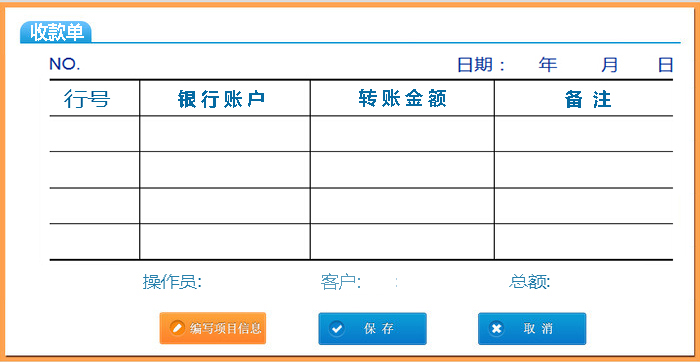 收款单
NO. 日期： 年 月 日
行号 银行账户 转账金额 备注
操作员: 客户: : 总额:
编写项目信息 保存 取消